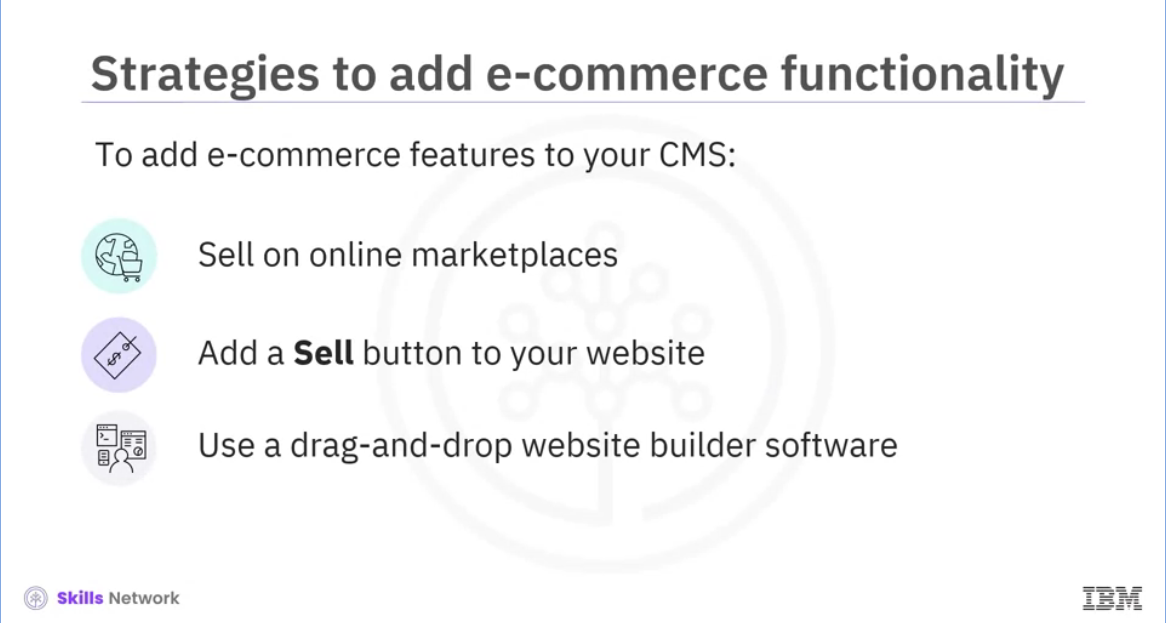 Strategies to add e-commerce functionality
To add e-commerce features to your CMS:
Sell on online marketplaces
Add a Sell button to your website
Use a drag-and-drop website builder software
Skills Network
IBM